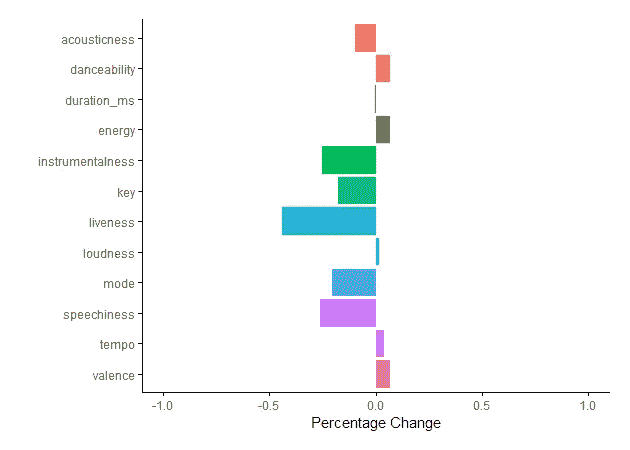 acousticness
danceability
duration_ms
energy
instrumentalness
key
liveness
loudness
mode
speechiness
tempo
valence
-1.0 -0.5 0.0 0.5 1.0
Percentage Change